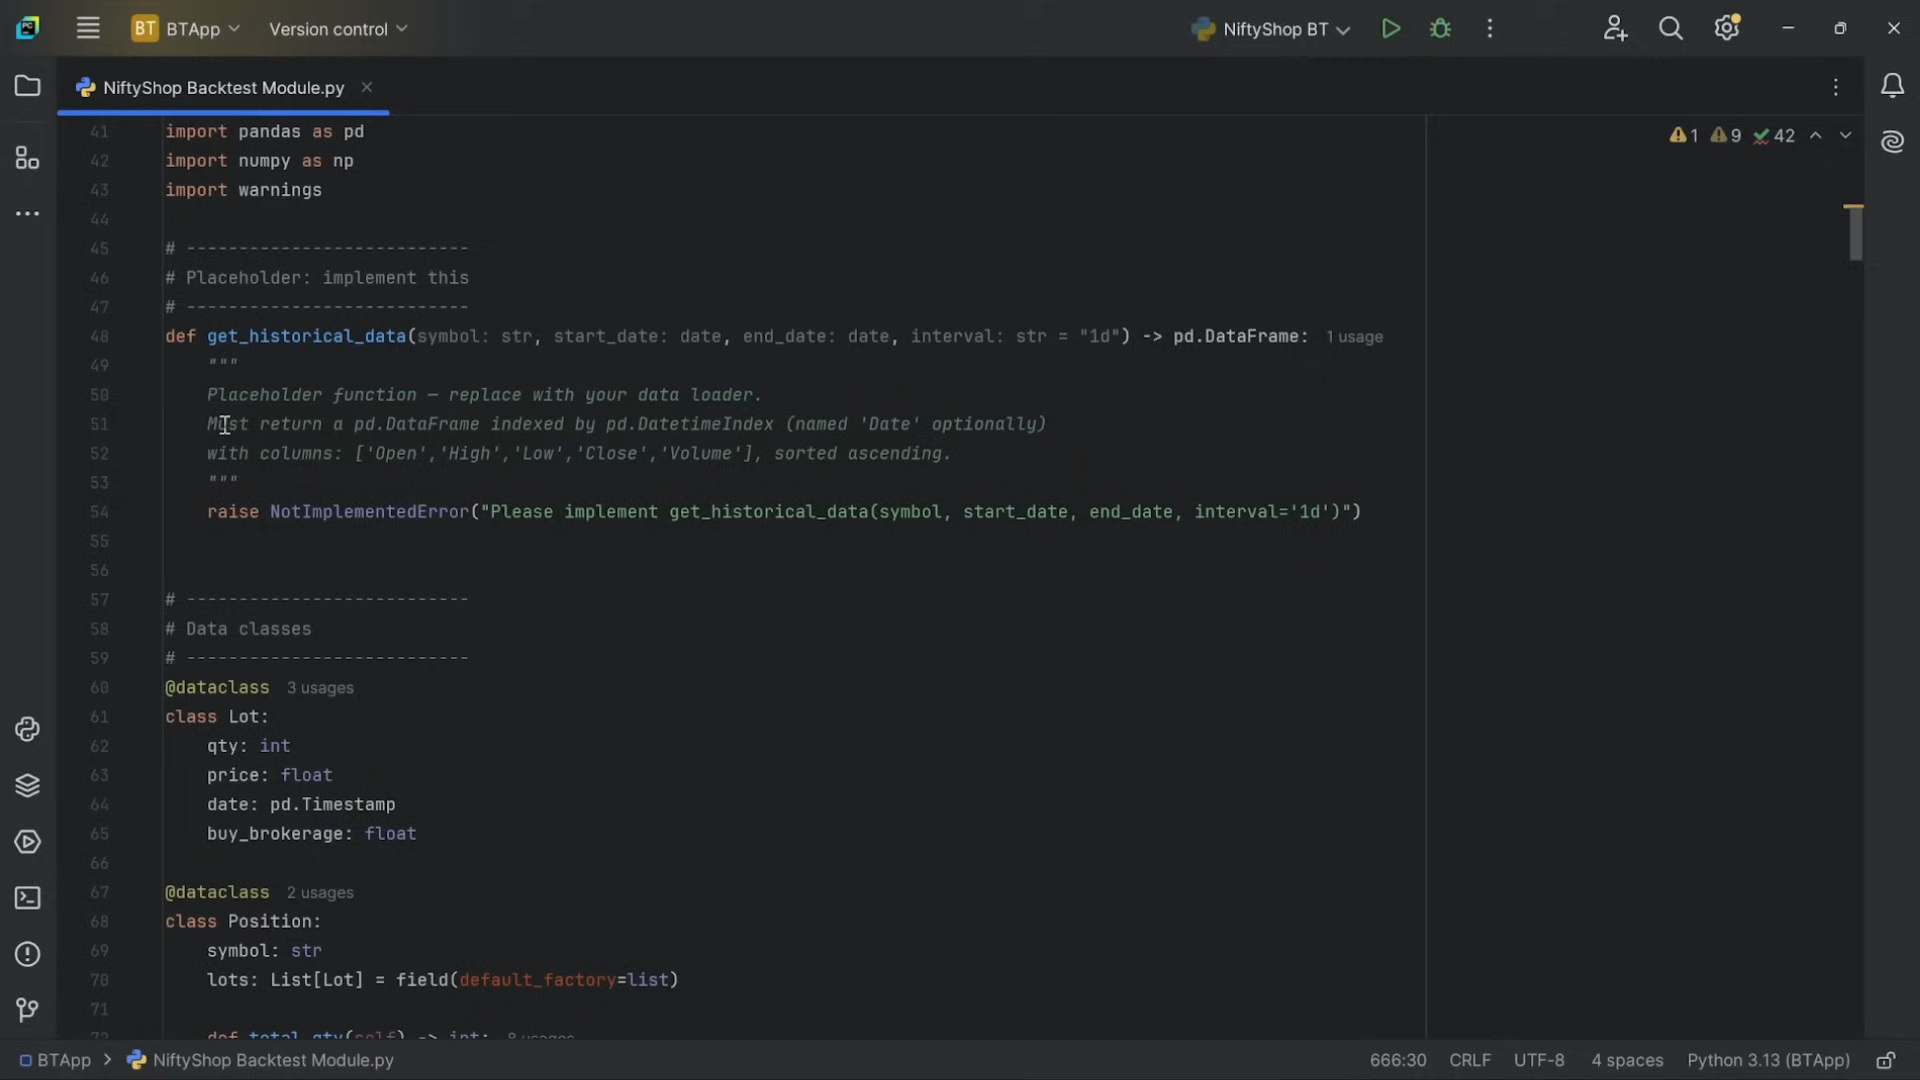 BT BTApp Version control NiftyShop BT
NiftyShop Backtest Module.py
1 9 42
41 import pandas as pd
42 import numpy as np
43 import warnings
44
45 # ---------------------------
46 # Placeholder: implement this
47 # ---------------------------
48 def get_historical_data(symbol: str, start_date: date, end_date: date, interval: str = "1d") -> pd.DataFrame: 1 usage
49 """
50 Placeholder function — replace with your data loader.
51 Must return a pd.DataFrame indexed by pd.DatetimeIndex (named 'Date' optionally)
52 with columns: ['Open','High','Low','Close','Volume'], sorted ascending.
53 """
54 raise NotImplementedError("Please implement get_historical_data(symbol, start_date, end_date, interval='1d')")
55
56
57 # ---------------------------
58 # Data classes
59 # ---------------------------
60 @dataclass 3 usages
61 class Lot:
62 qty: int
63 price: float
64 date: pd.Timestamp
65 buy_brokerage: float
66
67 @dataclass 2 usages
68 class Position:
69 symbol: str
70 lots: List[Lot] = field(default_factory=list)
71
72 def total_qty(self) -> int: 8 usages
BTApp > NiftyShop Backtest Module.py 666:30 CRLF UTF-8 4 spaces Python 3.13 (BTApp)